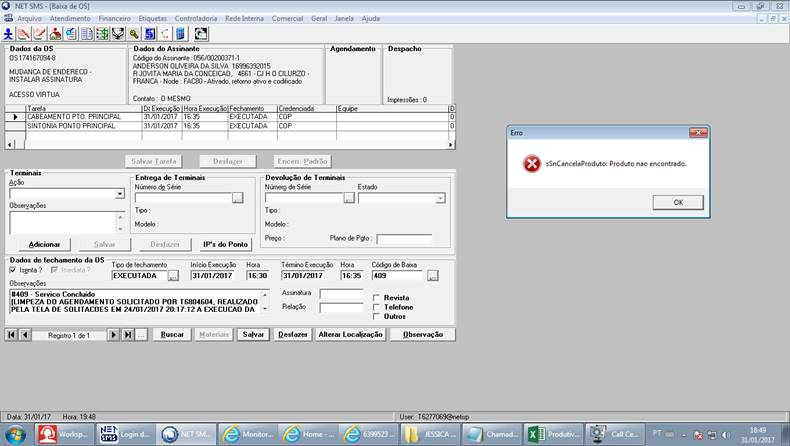 NET SMS - [Baixa de OS]
Arquivo Atendimento Financeiro Etiquetas Controladoria Rede Interna Comercial Geral Janela Ajuda
Dados da OS
OS174167094-8
MUDANCA DE ENDERECO -
INSTALAR ASSINATURA
ACESSO VIRTUA
Dados do Assinante
Código do Assinante : 056/00200371-1
ANDERSON OLIVEIRA DA SILVA 16996392015
R JOVITA MARIA DA CONCEICAO, 4661 - CJ H O CILURZO -
FRANCA - Node : FAC80 - Ativado, retorno ativo e codificado
Contato : O MESMO
Agendamento
Despacho
Impressões : 0
Tarefa Dt Execução Hora Execução Fechamento Credenciada Equipe D
CABEAMENTO PTO. PRINCIPAL 31/01/2017 16:35 EXECUTADA COP 0
SINTONIA PONTO PRINCIPAL 31/01/2017 16:35 EXECUTADA COP 0
Salvar Tarefa Desfazer Encerr. Padrão
Terminais
Ação
Observações
Adicionar Salvar Desfazer IP's do Ponto
Entrega de Terminais
Número de Série
Tipo :
Modelo :
Devolução de Terminais
Número de Série Estado
Tipo :
Modelo :
Preço : Plano de Pgto :
Dados de fechamento da OS
Isenta ? Imediata ?
Tipo de fechamento Início Execução Hora Término Execução Hora Código de Baixa
EXECUTADA ... 31/01/2017 16:30 31/01/2017 16:35 409 ...
Observações
#409 - Servico Concluido
[LIMPEZA DO AGENDAMENTO SOLICITADO POR T6804604, REALIZADO
PELA TELA DE SOLITACOES EM 24/01/2017 20:17:12 A EXECUCAO DA
Assinatura
Relação
Revista
Telefone
Outros
Registro 1 de 1 ... Buscar Materiais Salvar Desfazer Alterar Localização Observação
Erro
sSnCancelaProduto: Produto nao encontrado.
OK
Data: 31/01/17 Hora: 19:48 User: T6277069@netsp
Worksp... Login d... NET SMS... Monitor... Home - ... 6399523 ... JESSICA ... Chamad... Produtiv... Call Ce... PT 18:49
31/01/2017